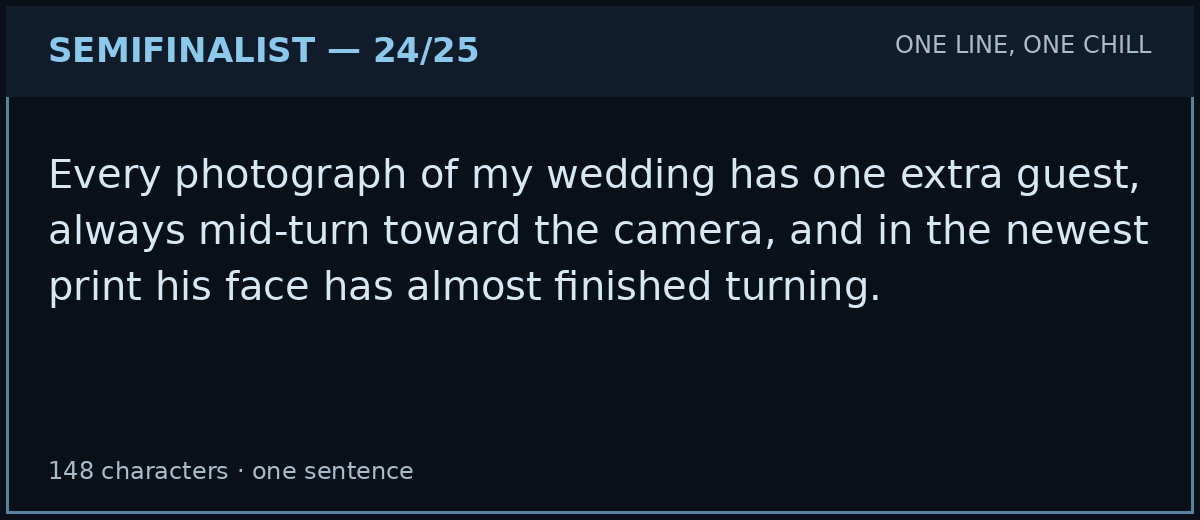 SEMIFINALIST — 24/25
ONE LINE, ONE CHILL
Every photograph of my wedding has one extra guest,
always mid-turn toward the camera, and in the newest
print his face has almost finished turning.
148 characters · one sentence